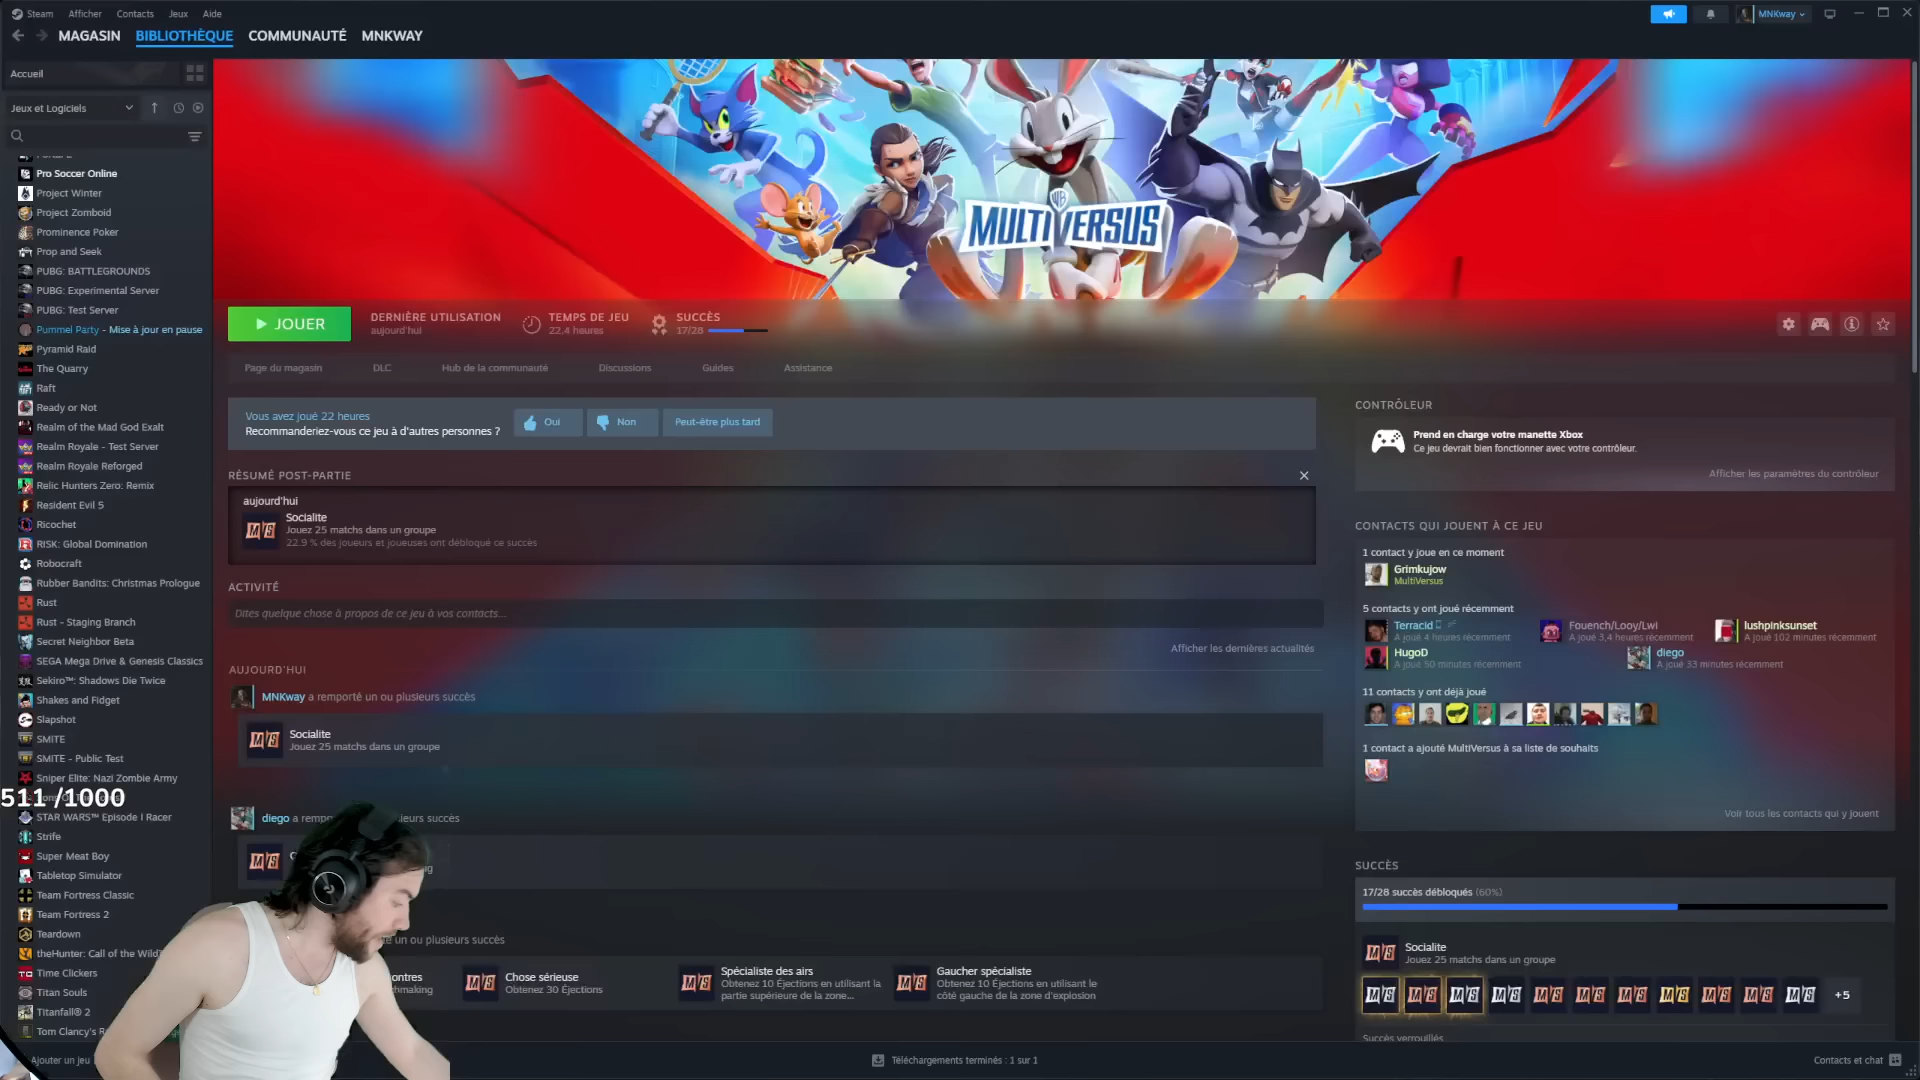 Steam
Afficher
Contacts
Jeux
Aide
MNKway
MAGASIN
BIBLIOTHÈQUE
COMMUNAUTÉ
MNKWAY
Accueil
Jeux et Logiciels
Pro Soccer Online
Project Winter
Project Zomboid
Prominence Poker
Prop and Seek
PUBG: BATTLEGROUNDS
PUBG: Experimental Server
PUBG: Test Server
Pummel Party - Mise à jour en pause
Pyramid Raid
The Quarry
Raft
Ready or Not
Realm of the Mad God Exalt
Realm Royale - Test Server
Realm Royale Reforged
Relic Hunters Zero: Remix
Resident Evil 5
Ricochet
RISK: Global Domination
Robocraft
Rubber Bandits: Christmas Prologue
Rust
Rust - Staging Branch
Secret Neighbor Beta
SEGA Mega Drive & Genesis Classics
Sekiro™: Shadows Die Twice
Shakes and Fidget
Slapshot
SMITE
SMITE - Public Test
Sniper Elite: Nazi Zombie Army
511 /1000
STAR WARS™ Episode I Racer
Strife
Super Meat Boy
Tabletop Simulator
Team Fortress Classic
Team Fortress 2
Teardown
theHunter: Call of the Wild
Time Clickers
Titan Souls
Titanfall® 2
Tom Clancy's
Ajouter un jeu
WB
MULTIVERSUS
JOUER
DERNIÈRE UTILISATION
aujourd'hui
TEMPS DE JEU
22,4 heures
SUCCÈS
17/28
Page du magasin
DLC
Hub de la communauté
Discussions
Guides
Assistance
Vous avez joué 22 heures
Recommanderiez-vous ce jeu à d'autres personnes ?
Oui
Non
Peut-être plus tard
RÉSUMÉ POST-PARTIE
aujourd'hui
Socialite
Jouez 25 matchs dans un groupe
22.9 % des joueurs et joueuses ont débloqué ce succès
ACTIVITÉ
Dites quelque chose à propos de ce jeu à vos contacts...
Afficher les dernières actualités
AUJOURD'HUI
MNKway a remporté un ou plusieurs succès
Socialite
Jouez 25 matchs dans un groupe
diego a remp ieurs succès
un ou plusieurs succès
ontres
thmaking
Chose sérieuse
Obtenez 30 Éjections
Spécialiste des airs
Obtenez 10 Éjections en utilisant la
partie supérieure de la zone...
Gaucher spécialiste
Obtenez 10 Éjections en utilisant le
côté gauche de la zone d'explosion
Téléchargements terminés : 1 sur 1
CONTRÔLEUR
Prend en charge votre manette Xbox
Ce jeu devrait bien fonctionner avec votre contrôleur.
Afficher les paramètres du contrôleur
CONTACTS QUI JOUENT À CE JEU
1 contact y joue en ce moment
Grimkujow
MultiVersus
5 contacts y ont joué récemment
Terracid
A joué 4 heures récemment
Fouench/Looy/Lwi
A joué 3,4 heures récemment
lushpinksunset
A joué 102 minutes récemment
HugoD
A joué 50 minutes récemment
diego
A joué 33 minutes récemment
11 contacts y ont déjà joué
1 contact a ajouté MultiVersus à sa liste de souhaits
Voir tous les contacts qui y jouent
SUCCÈS
17/28 succès débloqués (60%)
Socialite
Jouez 25 matchs dans un groupe
+5
Succès verrouillés
Contacts et chat